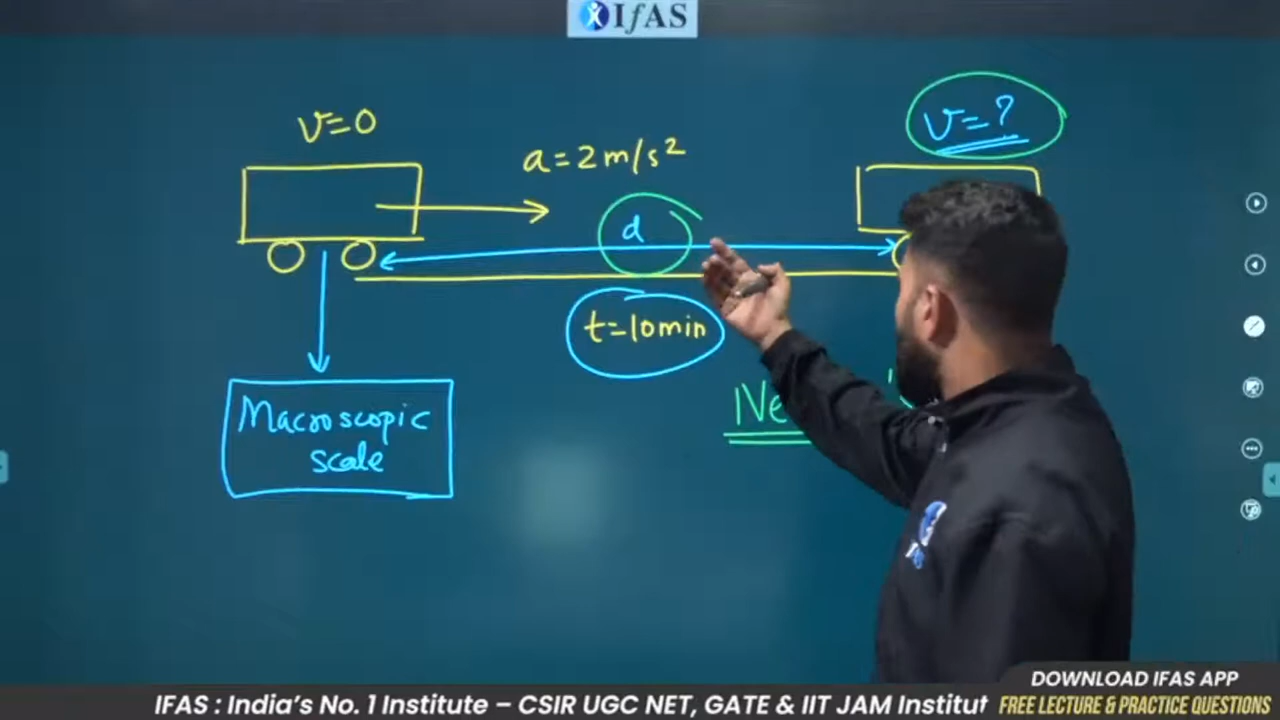 IfAS
v=0
a=2m/s²
v=?
d
t=10min
Macroscopic
scale
DOWNLOAD IFAS APP
IFAS : India's No. 1 Institute – CSIR UGC NET, GATE & IIT JAM Institut
FREE LECTURE & PRACTICE QUESTIONS